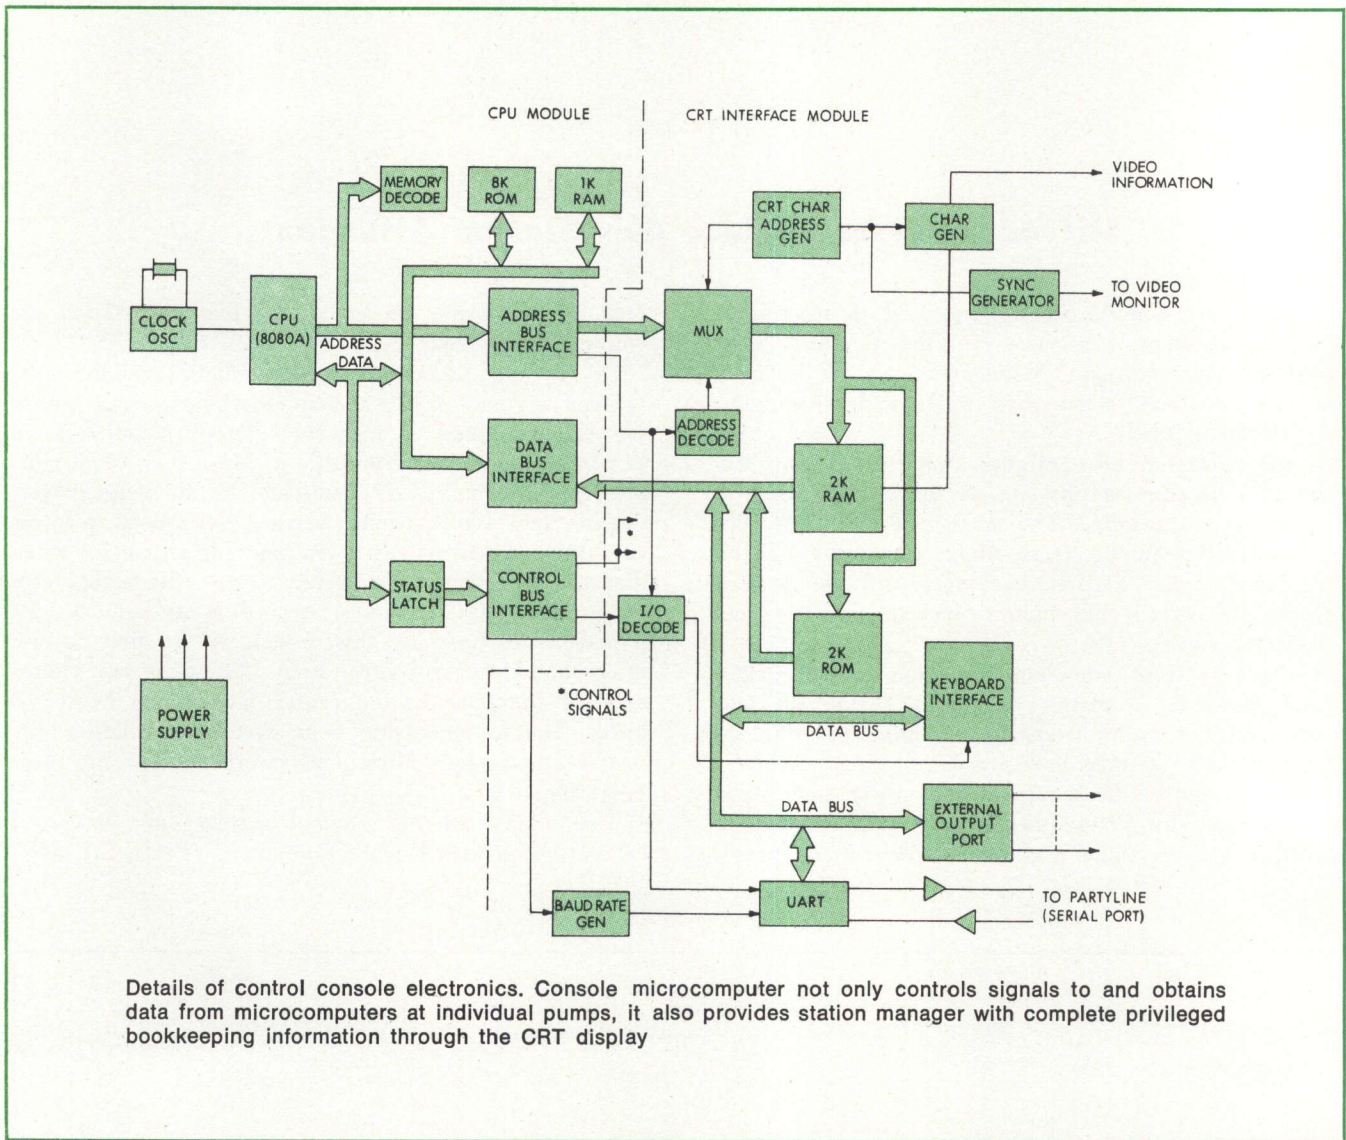 CPU MODULE
CRT INTERFACE MODULE
MEMORY
DECODE
8K
ROM
1K
RAM
CRT CHAR
ADDRESS
GEN
CHAR
GEN
VIDEO
INFORMATION
SYNC
GENERATOR
TO VIDEO
MONITOR
CLOCK
OSC
CPU
(8080A)
ADDRESS
DATA
ADDRESS
BUS
INTERFACE
MUX
ADDRESS
DECODE
DATA
BUS
INTERFACE
2K
RAM
*
STATUS
LATCH
CONTROL
BUS
INTERFACE
I/O
DECODE
2K
ROM
KEYBOARD
INTERFACE
* CONTROL
SIGNALS
POWER
SUPPLY
DATA BUS
DATA BUS
EXTERNAL
OUTPUT
PORT
BAUD RATE
GEN
UART
TO PARTYLINE
(SERIAL PORT)
Details of control console electronics. Console microcomputer not only controls signals to and obtains
data from microcomputers at individual pumps, it also provides station manager with complete privileged
bookkeeping information through the CRT display